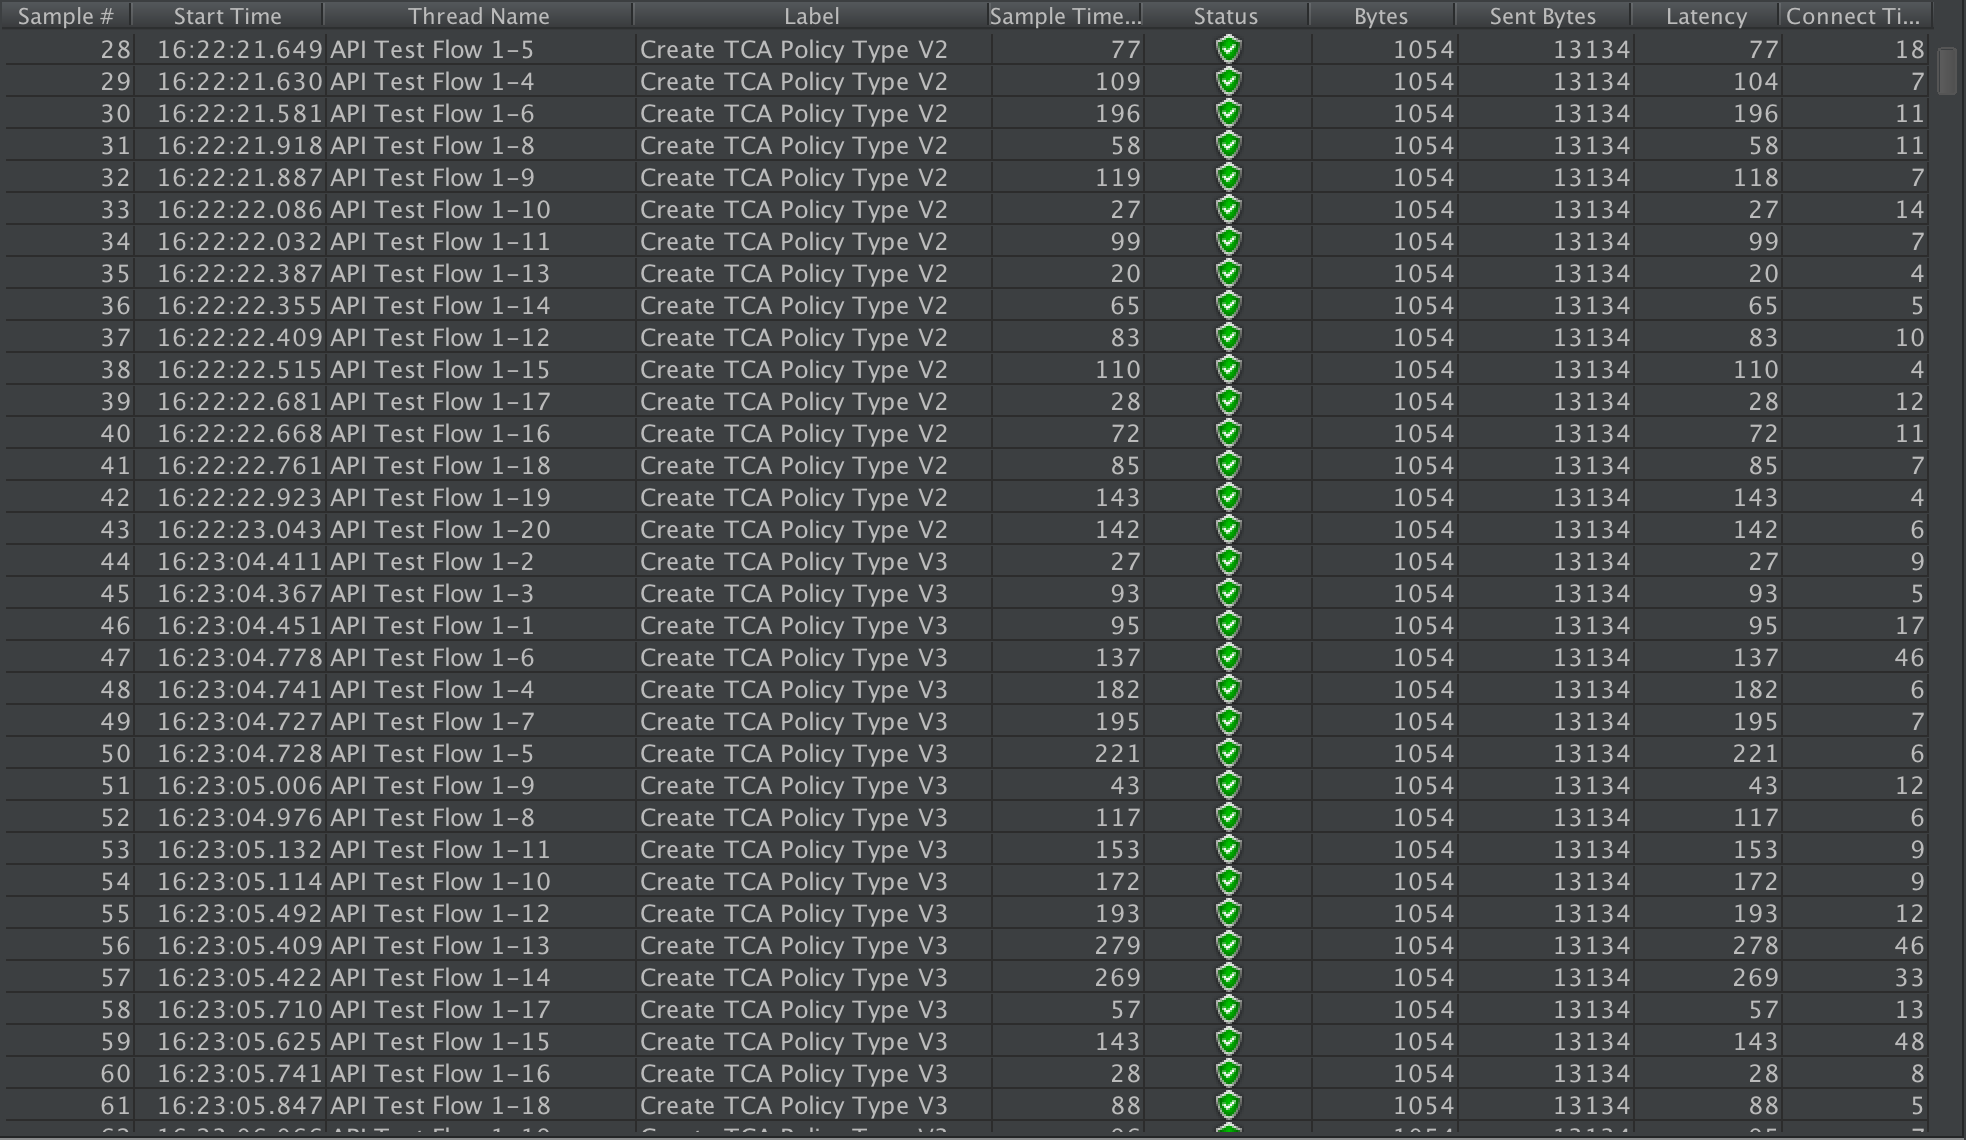 Sample # Start Time Thread Name Label Sample Time... Status Bytes Sent Bytes Latency Connect Ti...
28 16:22:21.649 API Test Flow 1-5 Create TCA Policy Type V2 77 1054 13134 77 18
29 16:22:21.630 API Test Flow 1-4 Create TCA Policy Type V2 109 1054 13134 104 7
30 16:22:21.581 API Test Flow 1-6 Create TCA Policy Type V2 196 1054 13134 196 11
31 16:22:21.918 API Test Flow 1-8 Create TCA Policy Type V2 58 1054 13134 58 11
32 16:22:21.887 API Test Flow 1-9 Create TCA Policy Type V2 119 1054 13134 118 7
33 16:22:22.086 API Test Flow 1-10 Create TCA Policy Type V2 27 1054 13134 27 14
34 16:22:22.032 API Test Flow 1-11 Create TCA Policy Type V2 99 1054 13134 99 7
35 16:22:22.387 API Test Flow 1-13 Create TCA Policy Type V2 20 1054 13134 20 4
36 16:22:22.355 API Test Flow 1-14 Create TCA Policy Type V2 65 1054 13134 65 5
37 16:22:22.409 API Test Flow 1-12 Create TCA Policy Type V2 83 1054 13134 83 10
38 16:22:22.515 API Test Flow 1-15 Create TCA Policy Type V2 110 1054 13134 110 4
39 16:22:22.681 API Test Flow 1-17 Create TCA Policy Type V2 28 1054 13134 28 12
40 16:22:22.668 API Test Flow 1-16 Create TCA Policy Type V2 72 1054 13134 72 11
41 16:22:22.761 API Test Flow 1-18 Create TCA Policy Type V2 85 1054 13134 85 7
42 16:22:22.923 API Test Flow 1-19 Create TCA Policy Type V2 143 1054 13134 143 4
43 16:22:23.043 API Test Flow 1-20 Create TCA Policy Type V2 142 1054 13134 142 6
44 16:23:04.411 API Test Flow 1-2 Create TCA Policy Type V3 27 1054 13134 27 9
45 16:23:04.367 API Test Flow 1-3 Create TCA Policy Type V3 93 1054 13134 93 5
46 16:23:04.451 API Test Flow 1-1 Create TCA Policy Type V3 95 1054 13134 95 17
47 16:23:04.778 API Test Flow 1-6 Create TCA Policy Type V3 137 1054 13134 137 46
48 16:23:04.741 API Test Flow 1-4 Create TCA Policy Type V3 182 1054 13134 182 6
49 16:23:04.727 API Test Flow 1-7 Create TCA Policy Type V3 195 1054 13134 195 7
50 16:23:04.728 API Test Flow 1-5 Create TCA Policy Type V3 221 1054 13134 221 6
51 16:23:05.006 API Test Flow 1-9 Create TCA Policy Type V3 43 1054 13134 43 12
52 16:23:04.976 API Test Flow 1-8 Create TCA Policy Type V3 117 1054 13134 117 6
53 16:23:05.132 API Test Flow 1-11 Create TCA Policy Type V3 153 1054 13134 153 9
54 16:23:05.114 API Test Flow 1-10 Create TCA Policy Type V3 172 1054 13134 172 9
55 16:23:05.492 API Test Flow 1-12 Create TCA Policy Type V3 193 1054 13134 193 12
56 16:23:05.409 API Test Flow 1-13 Create TCA Policy Type V3 279 1054 13134 278 46
57 16:23:05.422 API Test Flow 1-14 Create TCA Policy Type V3 269 1054 13134 269 33
58 16:23:05.710 API Test Flow 1-17 Create TCA Policy Type V3 57 1054 13134 57 13
59 16:23:05.625 API Test Flow 1-15 Create TCA Policy Type V3 143 1054 13134 143 48
60 16:23:05.741 API Test Flow 1-16 Create TCA Policy Type V3 28 1054 13134 28 8
61 16:23:05.847 API Test Flow 1-18 Create TCA Policy Type V3 88 1054 13134 88 5